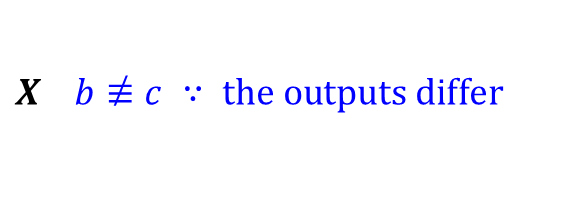 X b ≢ c ∵ the outputs differ